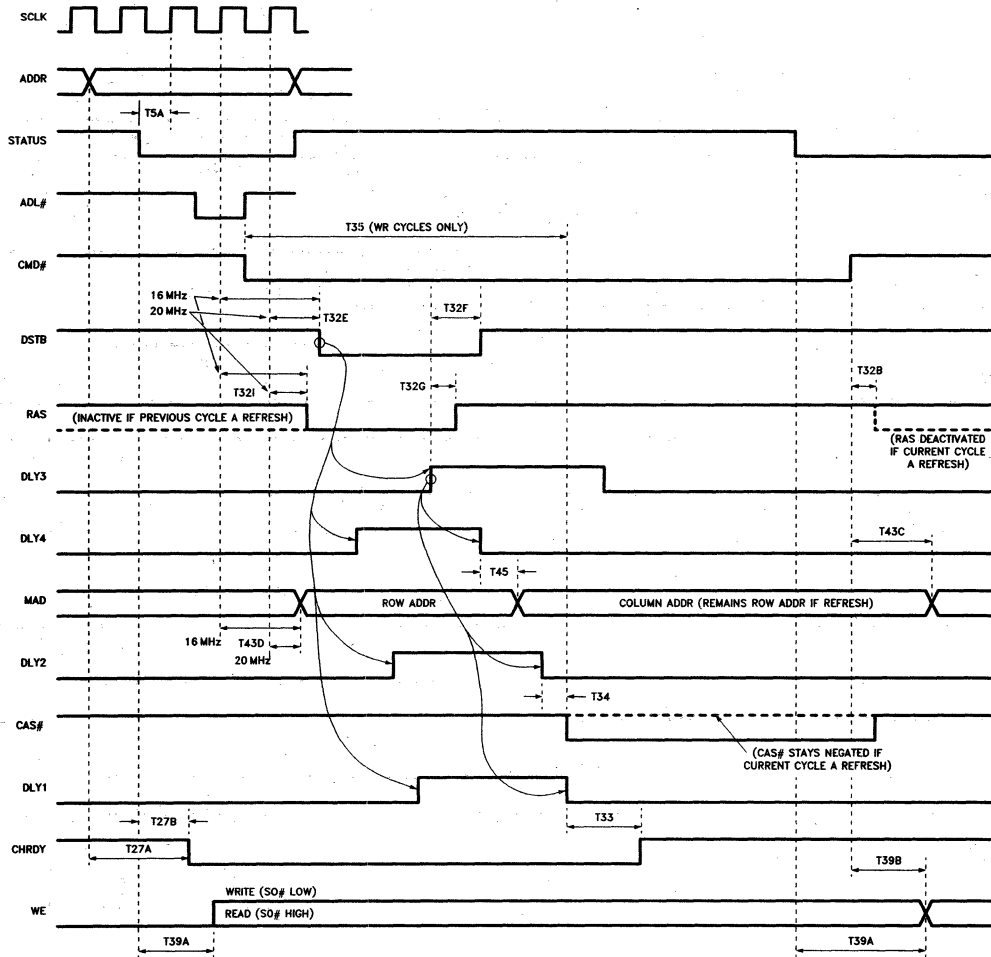 SCLK
ADDR
T5A
STATUS
ADL#
T35 (WR CYCLES ONLY)
CMD#
16 MHz
20 MHz
T32E
T32F
DSTB
T32I
T32G
T32B
RAS
(INACTIVE IF PREVIOUS CYCLE A REFRESH)
(RAS DEACTIVATED
IF CURRENT CYCLE
A REFRESH)
DLY3
DLY4
T43C
T45
MAD
ROW ADDR
COLUMN ADDR (REMAINS ROW ADDR IF REFRESH)
16 MHz
T43D
20 MHz
DLY2
T34
CAS#
(CAS# STAYS NEGATED IF
CURRENT CYCLE A REFRESH)
DLY1
T27B
T33
CHRDY
T27A
T39B
WRITE (SO# LOW)
WE
READ (SO# HIGH)
T39A
T39A